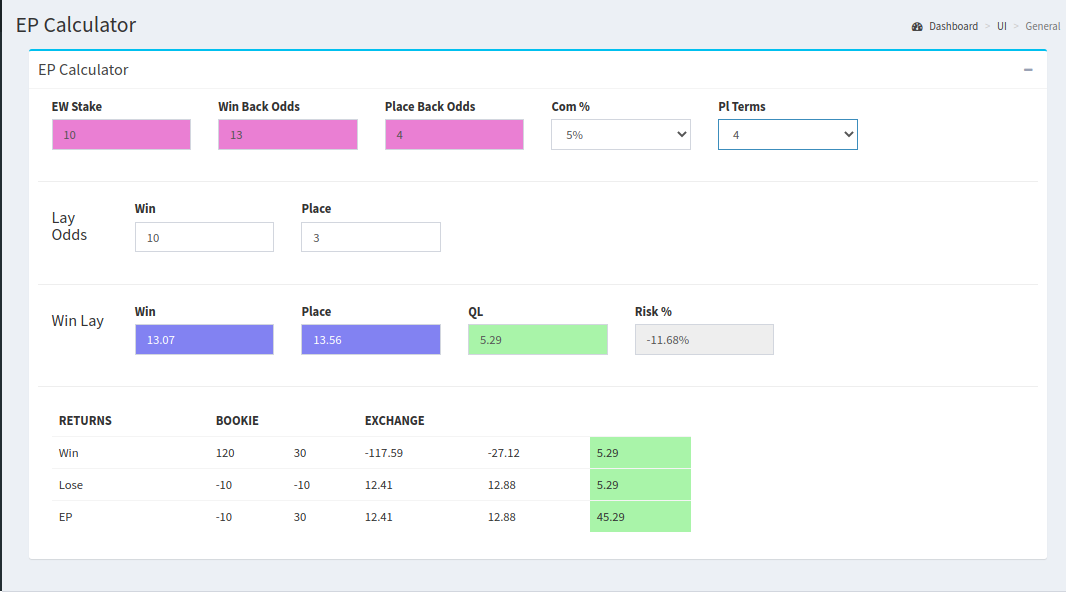 EP Calculator
Dashboard > UI > General
EP Calculator
EW Stake Win Back Odds Place Back Odds Com % Pl Terms
10 13 4 5% 4
Win Place
Lay Odds
10 3
Win Place QL Risk %
Win Lay
13.07 13.56 5.29 -11.68%
RETURNS BOOKIE EXCHANGE
Win 120 30 -117.59 -27.12 5.29
Lose -10 -10 12.41 12.88 5.29
EP -10 30 12.41 12.88 45.29